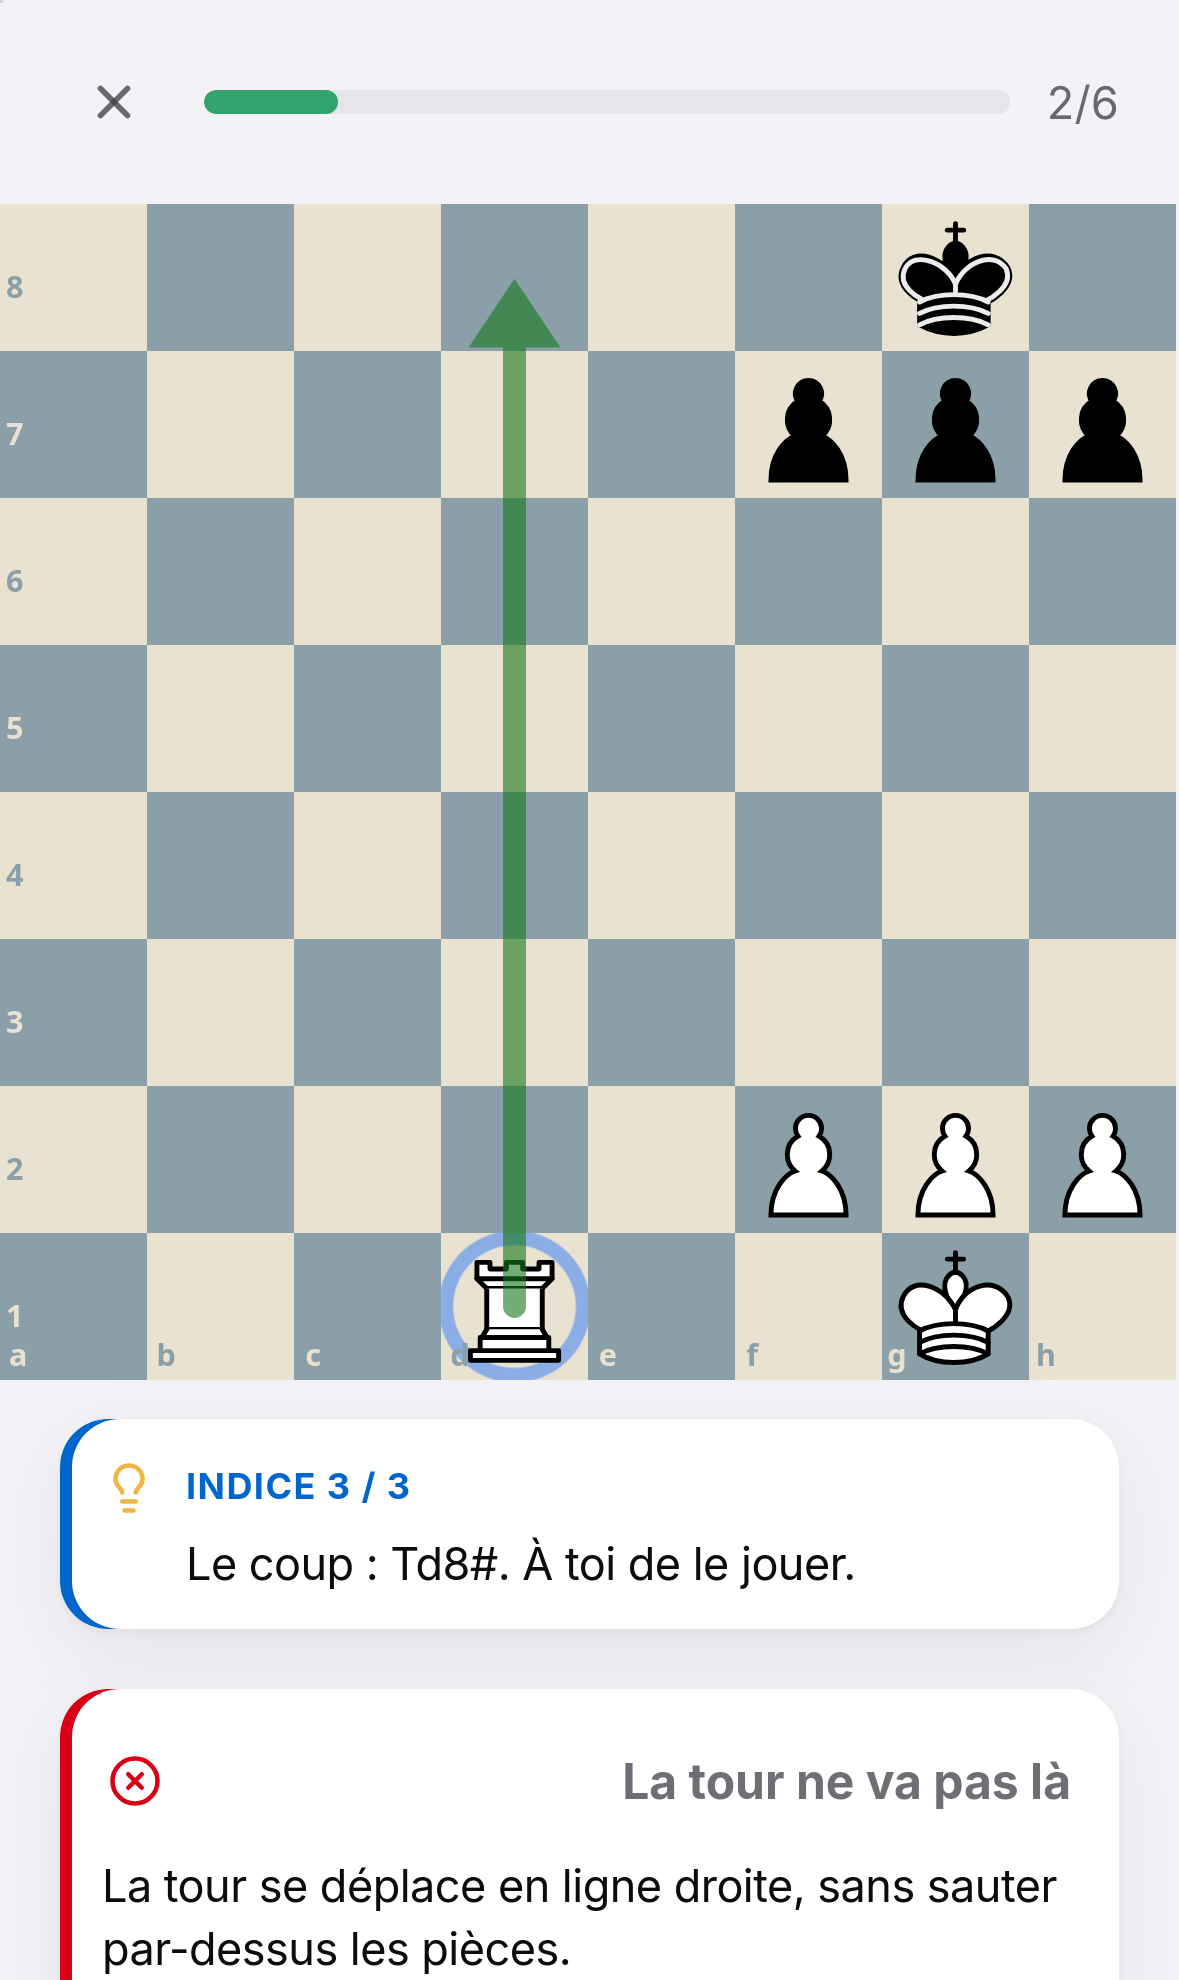 2/6
8
7
6
5
4
3
2
1
a b c d e f g h
INDICE 3 / 3
Le coup : Td8#. À toi de le jouer.
La tour ne va pas là
La tour se déplace en ligne droite, sans sauter
par-dessus les pièces.